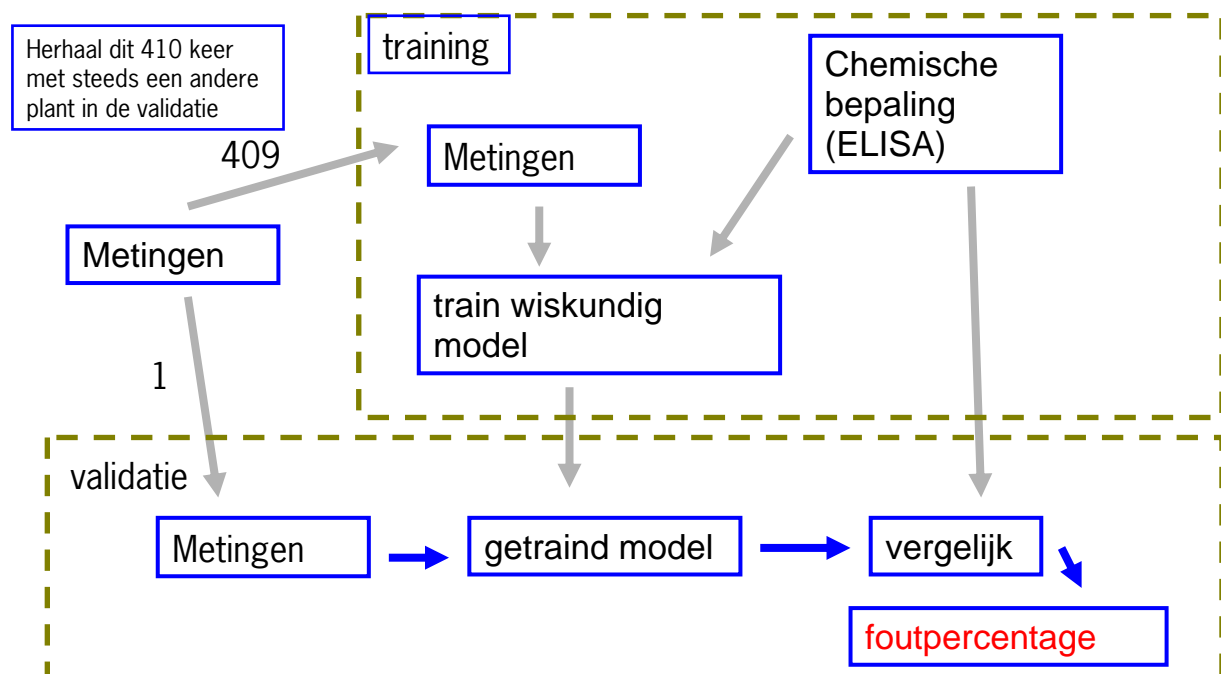 Herhaal dit 410 keer
met steeds een andere
plant in de validatie
training
Chemische
bepaling
(ELISA)
409
Metingen
Metingen
train wiskundig
model
1
validatie
Metingen
getraind model
vergelijk
foutpercentage